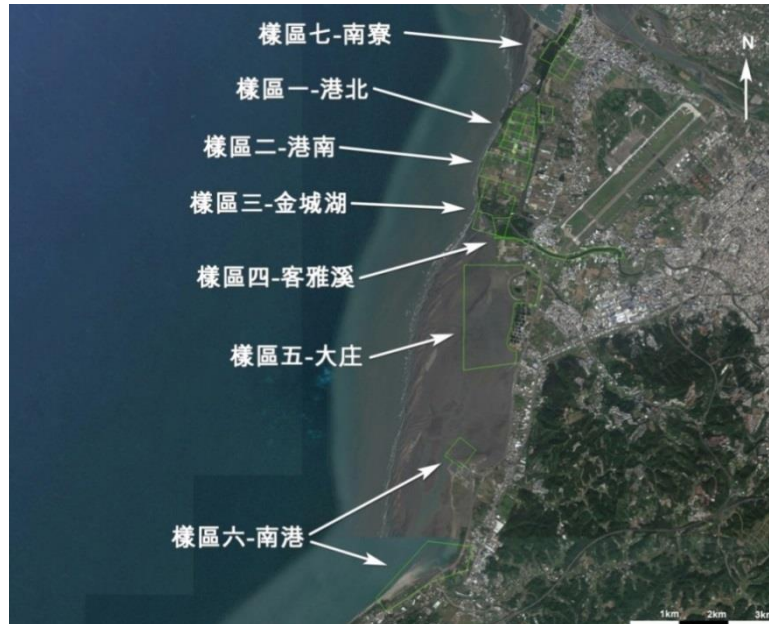 樣區七-南寮
N
樣區一-港北
樣區二-港南
樣區三-金城湖
樣區四-客雅溪
樣區五-大庄
樣區六-南港
1km 2km 3km